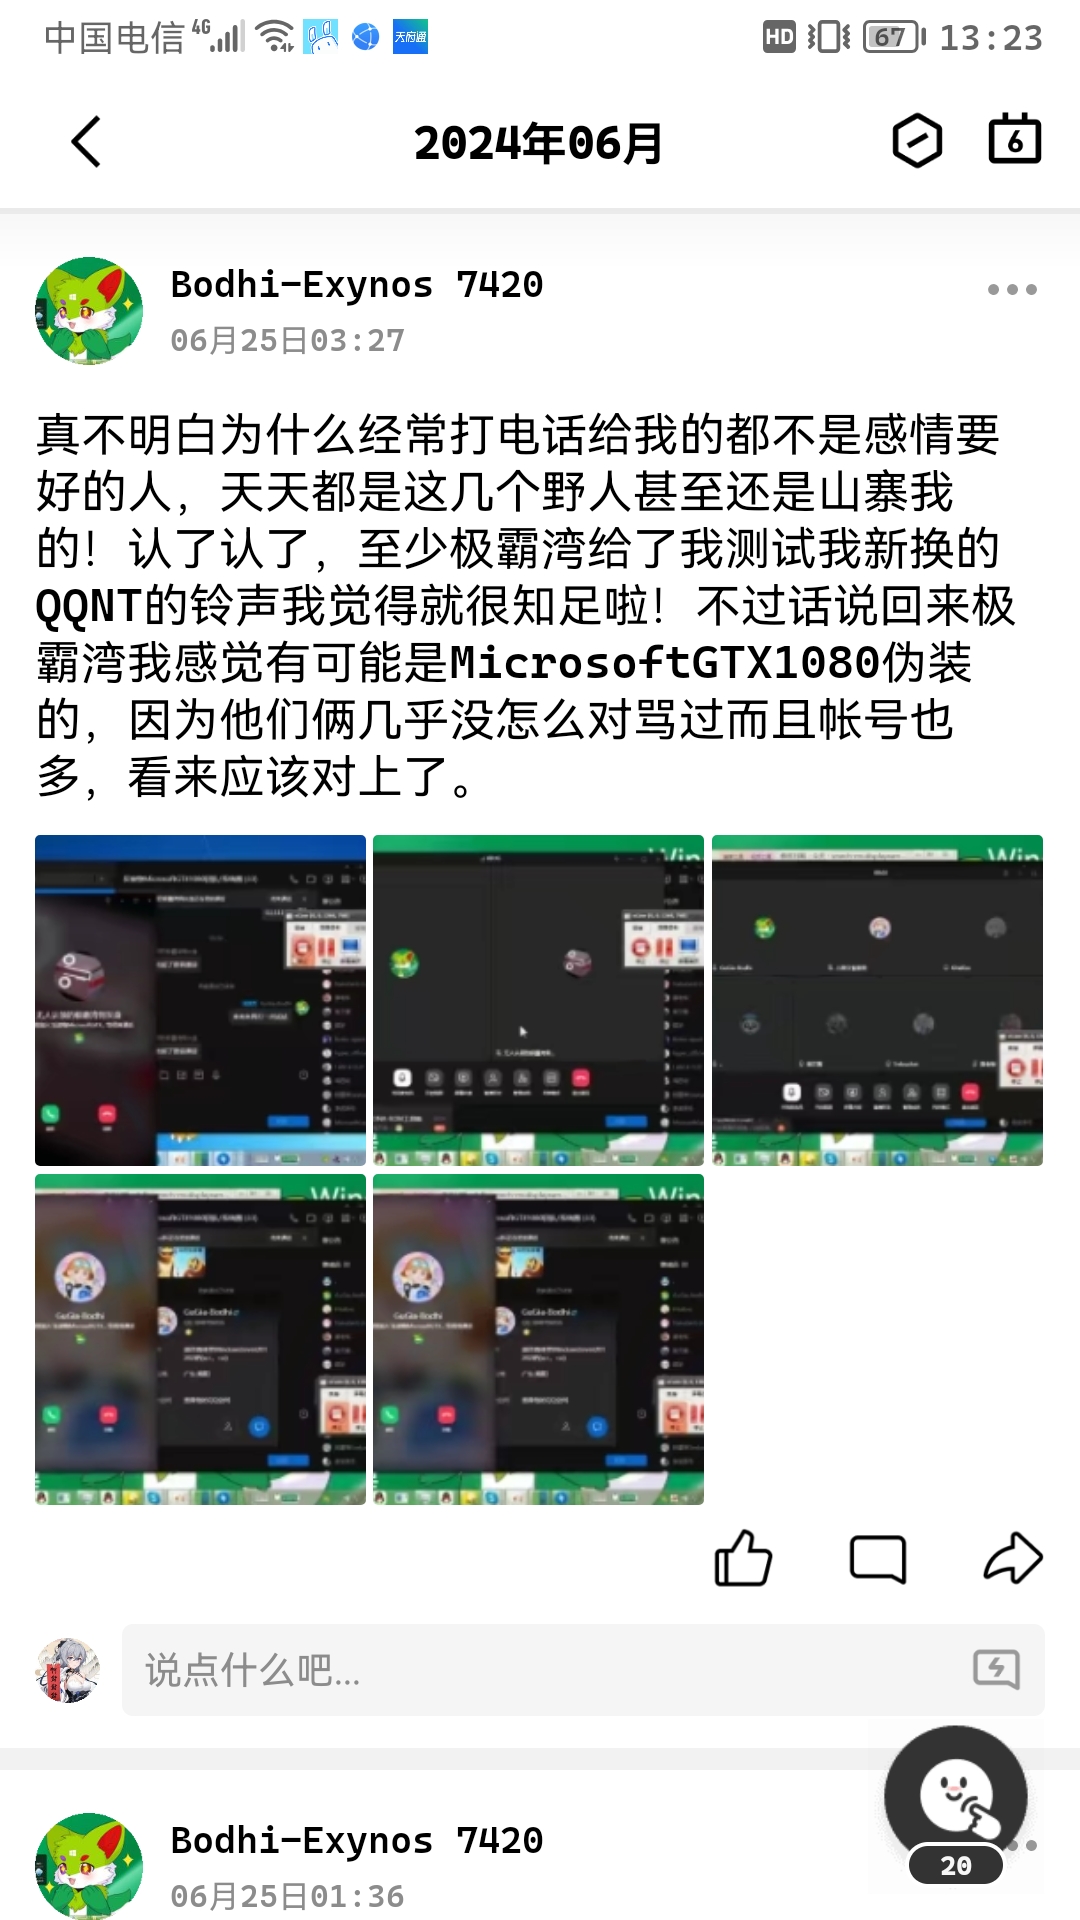 中国电信 4G HD 67 13:23
天府通
2024年06月
6
Bodhi-Exynos 7420
06月25日03:27
真不明白为什么经常打电话给我的都不是感情要
好的人，天天都是这几个野人甚至还是山寨我
的！认了认了，至少极霸湾给了我测试我新换的
QQNT的铃声我觉得就很知足啦！不过话说回来极
霸湾我感觉有可能是MicrosoftGTX1080伪装
的，因为他们俩几乎没怎么对骂过而且帐号也
多，看来应该对上了。
说点什么吧...
20
Bodhi-Exynos 7420
06月25日01:36